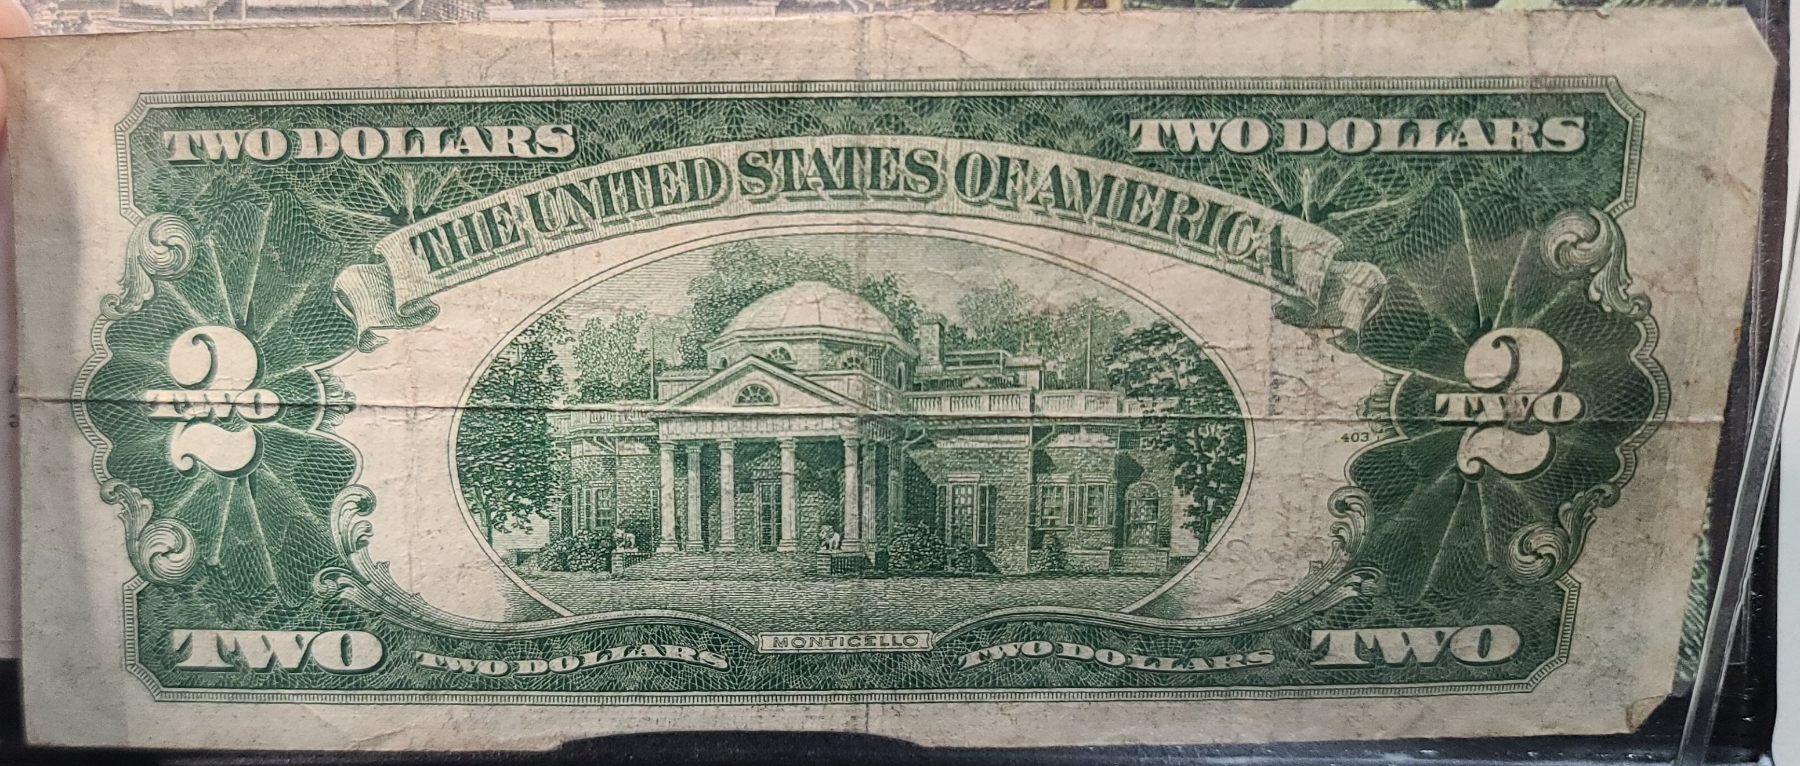 TWO DOLLARS TWO DOLLARS
THE UNITED STATES OF AMERICA
2 2
TWO TWO
403
MONTICELLO
TWO TWO DOLLARS TWO DOLLARS TWO